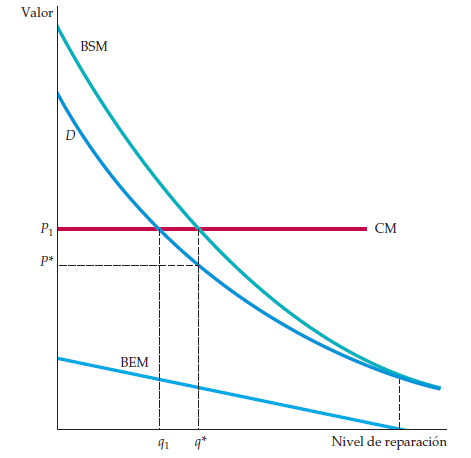 Valor
BSM
D
P₁
CM
P*
BEM
q₁
q*
Nivel de reparación